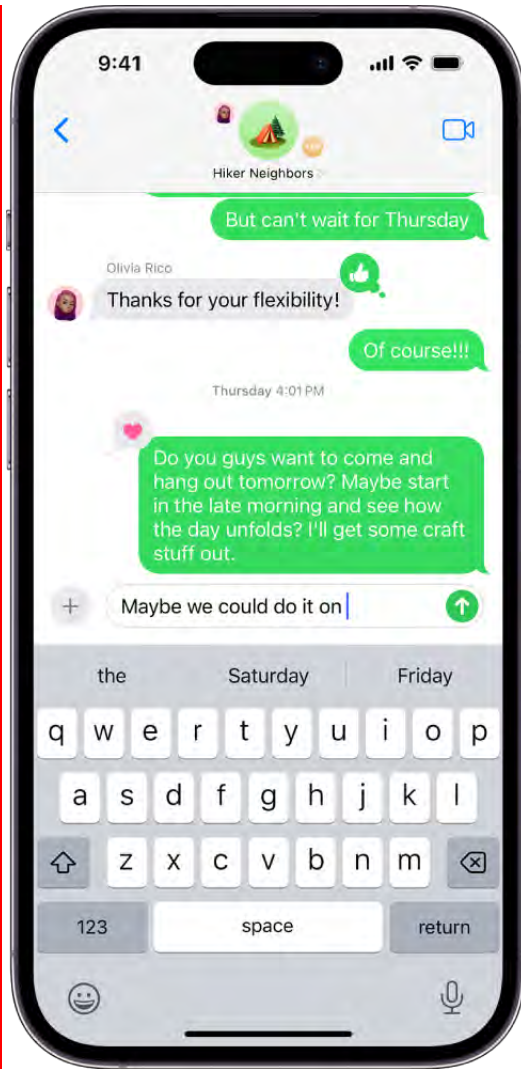 9:41
Hiker Neighbors
But can't wait for Thursday
Olivia Rico
Thanks for your flexibility!
Of course!!!
Thursday 4:01 PM
Do you guys want to come and
hang out tomorrow? Maybe start
in the late morning and see how
the day unfolds? I'll get some craft
stuff out.
Maybe we could do it on
the Saturday Friday
q w e r t y u i o p
a s d f g h j k l
z x c v b n m
123 space return